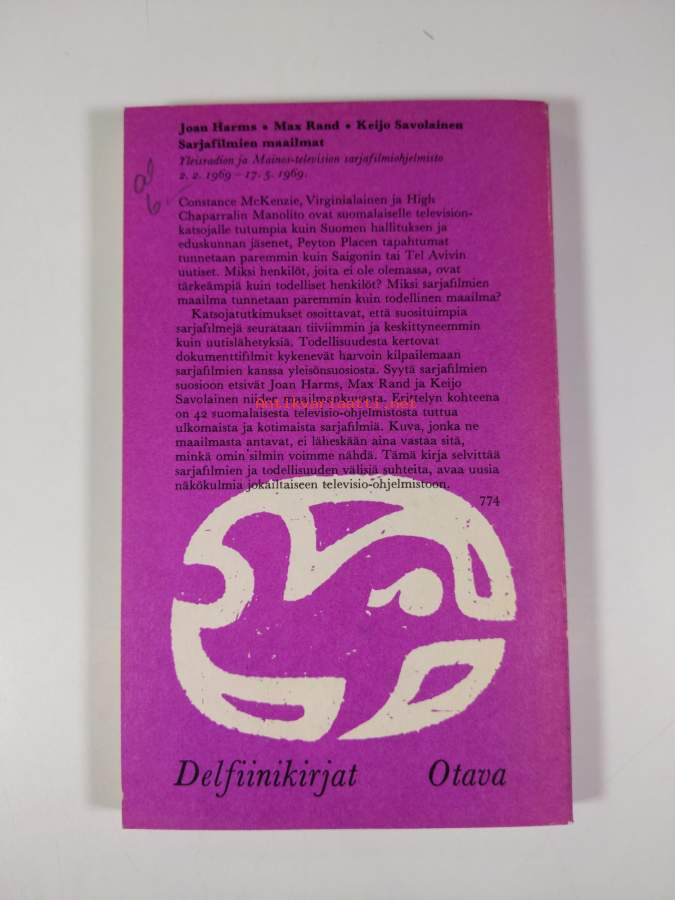 Joan Harms • Max Rand • Keijo Savolainen
Sarjafilmien maailmat
Yleisradion ja Mainos-television sarjafilmiohjelmisto
2. 2. 1969 – 17. 5. 1969.
al
6
Constance McKenzie, Virginialainen ja High
Chaparralin Manolito ovat suomalaiselle television-
katsojalle tutumpia kuin Suomen hallituksen ja
eduskunnan jäsenet, Peyton Placen tapahtumat
tunnetaan paremmin kuin Saigonin tai Tel Avivin
uutiset. Miksi henkilöt, joita ei ole olemassa, ovat
tärkeämpiä kuin todelliset henkilöt? Miksi sarjafilmien
maailma tunnetaan paremmin kuin todellinen maailma?
Katsojatutkimukset osoittavat, että suosituimpia
sarjafilmejä seurataan tiiviimmin ja keskittyneemmin
kuin uutislähetyksiä. Todellisuudesta kertovat
dokumenttifilmit kykenevät harvoin kilpailemaan
sarjafilmien kanssa yleisönsuosiosta. Syytä sarjafilmien
suosioon etsivät Joan Harms, Max Rand ja Keijo
Savolainen niiden maailmankuvasta. Erittelyn kohteena
antikvariaatti.net
on 42 suomalaisesta televisio-ohjelmistosta tuttua
ulkomaista ja kotimaista sarjafilmiä. Kuva, jonka ne
maailmasta antavat, ei läheskään aina vastaa sitä,
minkä omin silmin voimme nähdä. Tämä kirja selvittää
sarjafilmien ja todellisuuden välisiä suhteita, avaa uusia
näkökulmia jokailtaiseen televisio-ohjelmistoon.
774
Delfiinikirjat Otava